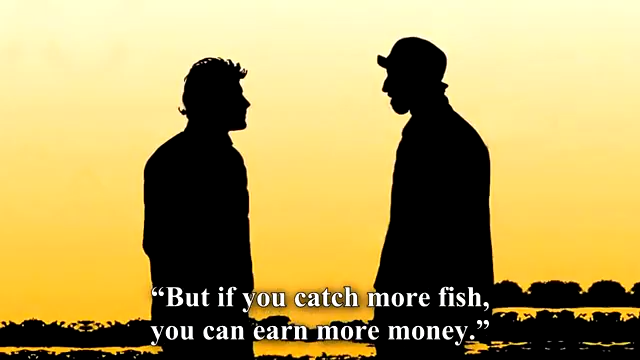 “But if you catch more fish,
you can earn more money.”